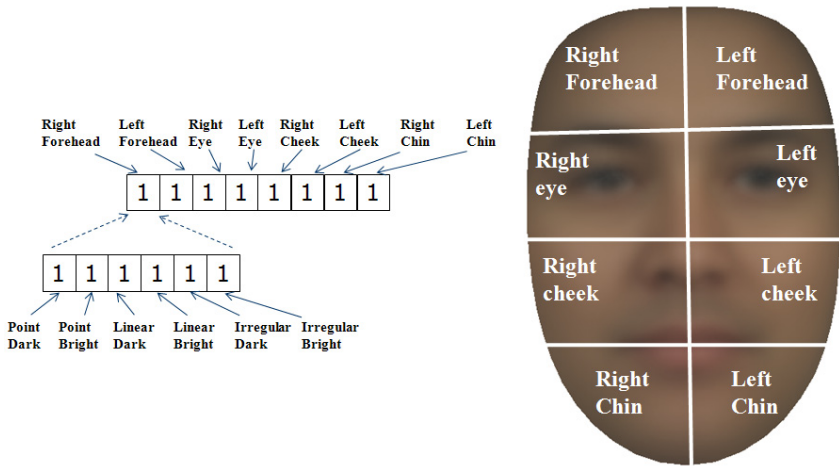 Right Left Right Left Right Left Right Left
Forehead Forehead Eye Eye Cheek Cheek Chin Chin
1 1 1 1 1 1 1 1
1 1 1 1 1 1
Point Point Linear Linear Irregular Irregular
Dark Bright Dark Bright Dark Bright
Right
Forehead
Left
Forehead
Right
eye
Left
eye
Right
cheek
Left
cheek
Right
Chin
Left
Chin